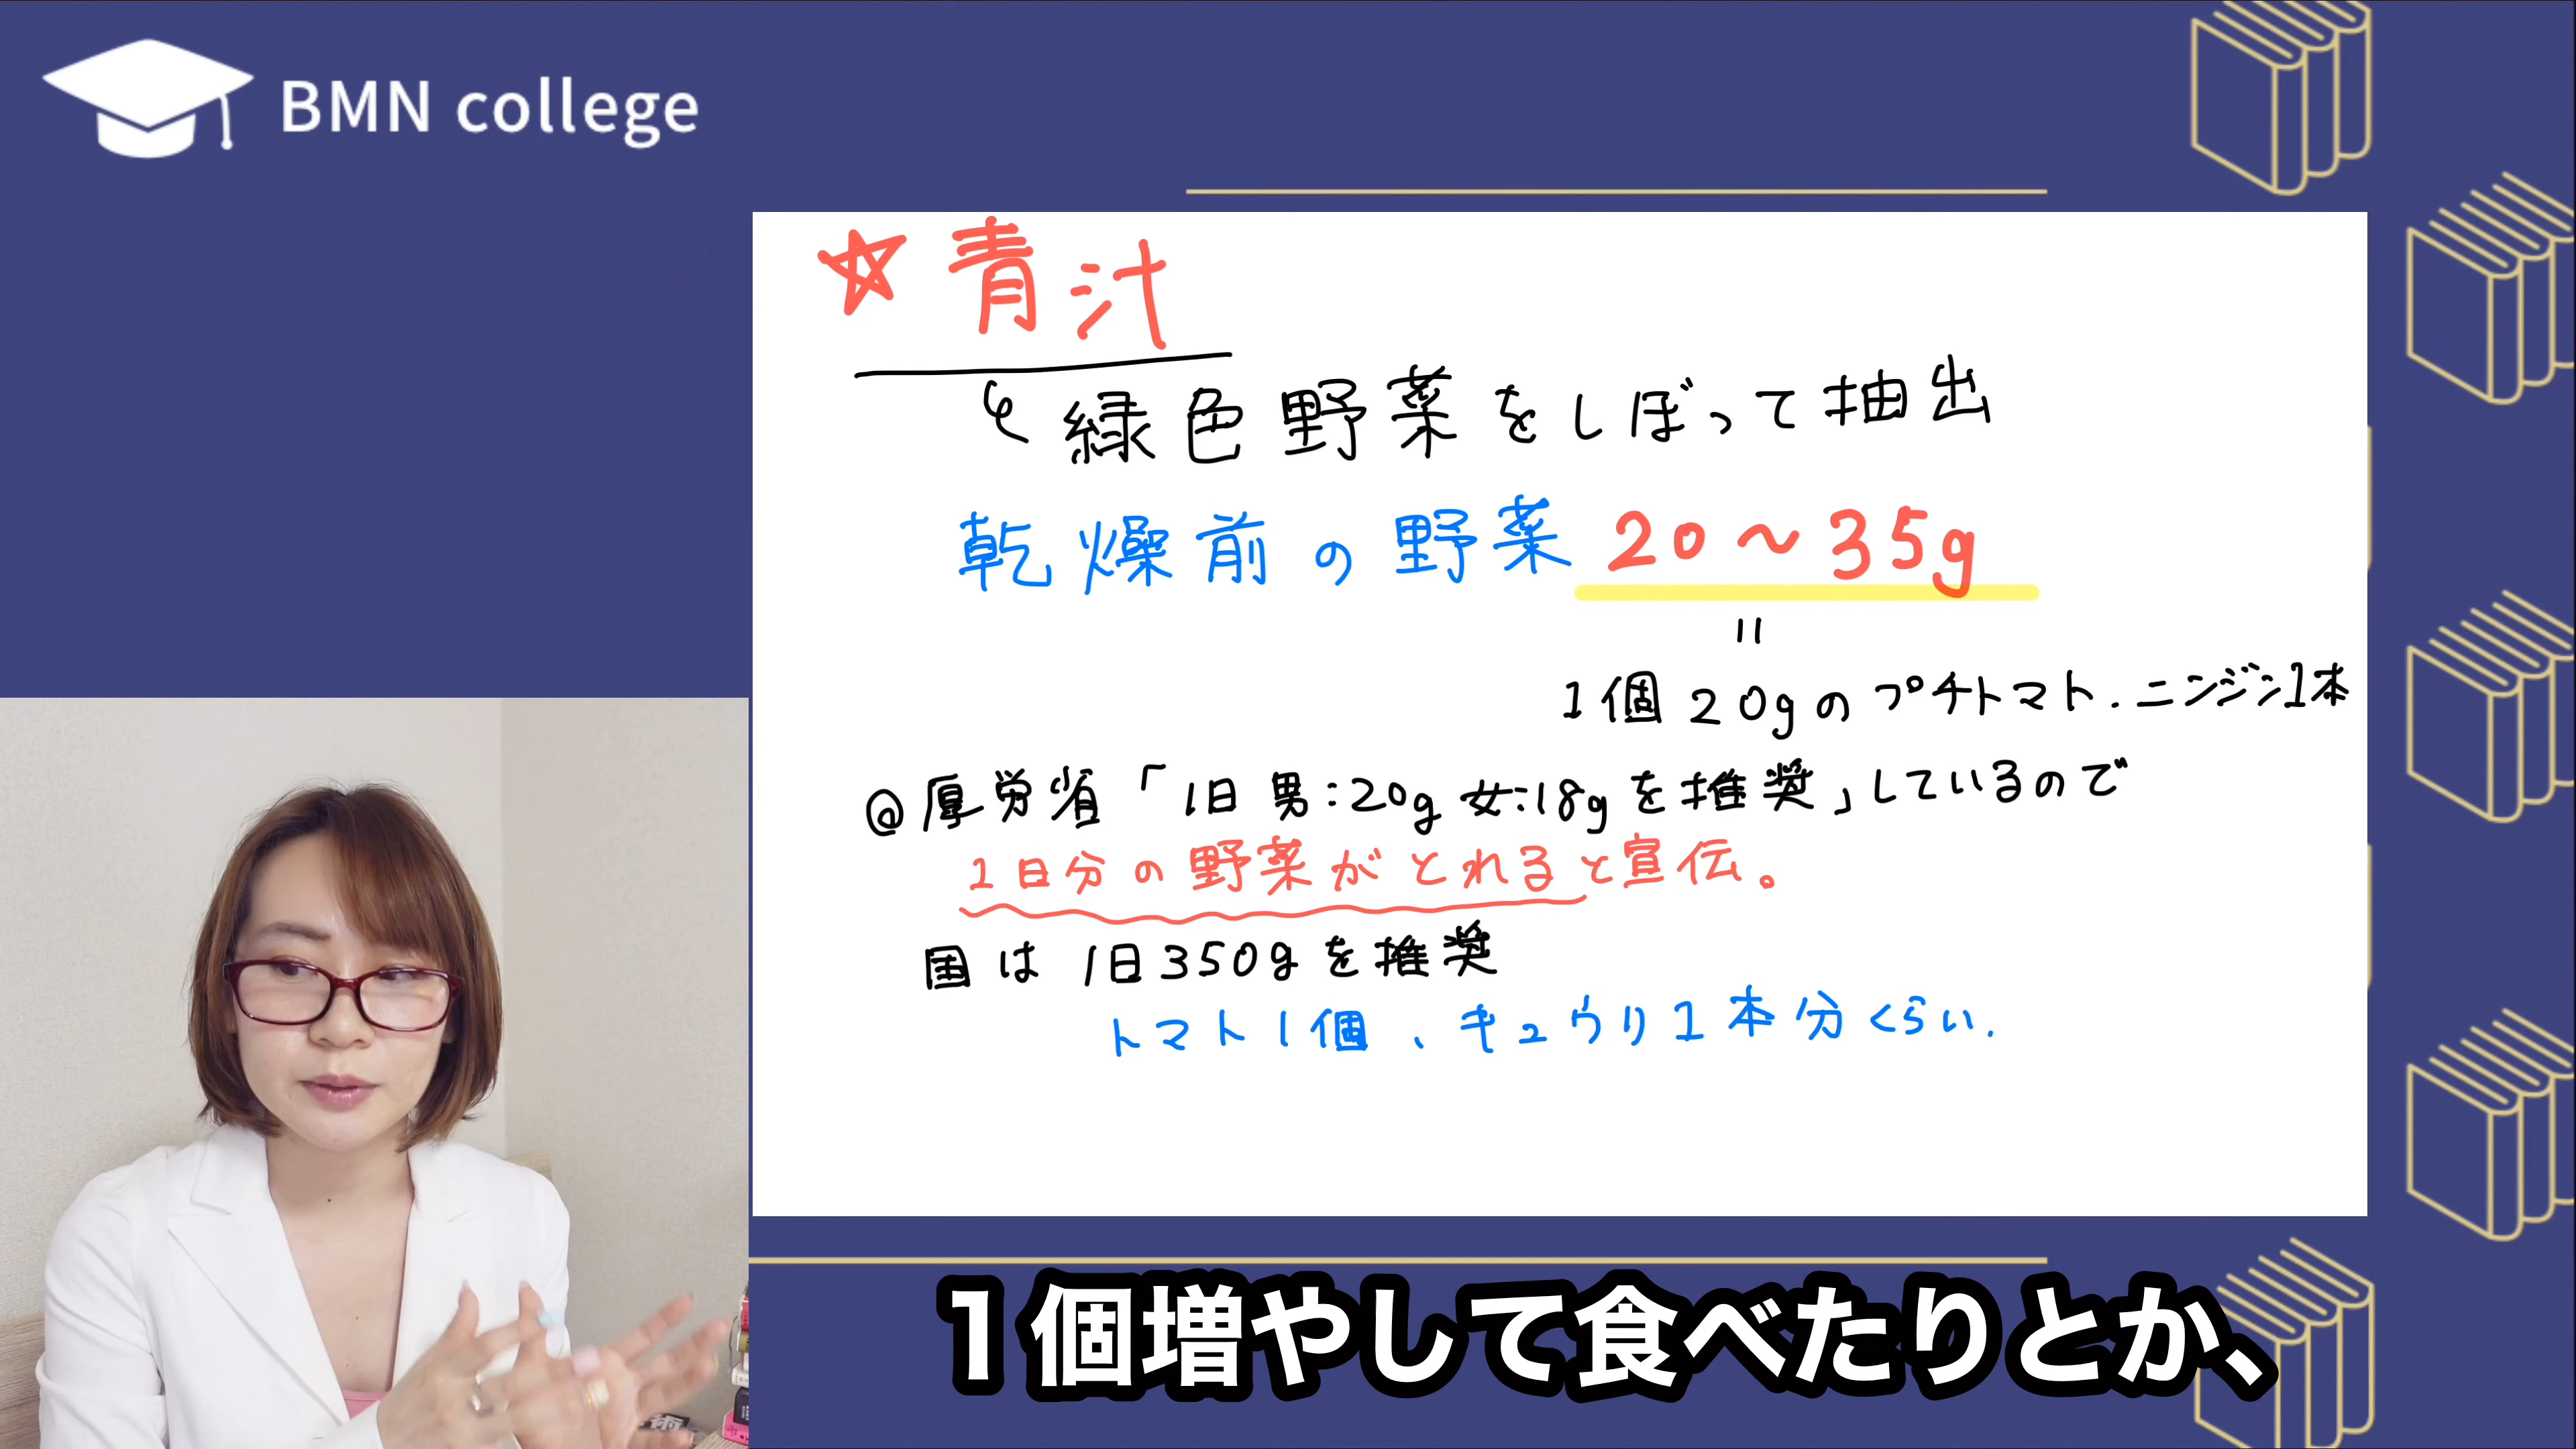 BMN college
☆青汁
緑色野菜をしぼって抽出
乾燥前の野菜 20～35g
=
1個20gのプチトマト.ニンジン1本
@厚労省「1日男:20g 女:18gを推奨」しているので
1日分の野菜がとれると宣伝。
国は 1日350gを推奨
トマト1個、キュウリ1本分くらい.
1個増やして食べたりとか、
術